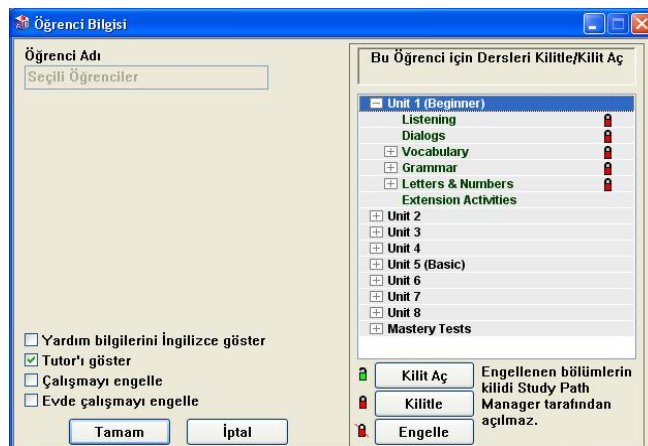 Öğrenci Bilgisi
Öğrenci Adı
Seçili Öğrenciler
Yardım bilgilerini İngilizce göster
Tutor'ı göster
Çalışmayı engelle
Evde çalışmayı engelle
Tamam
İptal
Bu Öğrenci için Dersleri Kilitle/Kilit Aç
Unit 1 (Beginner)
Listening
Dialogs
Vocabulary
Grammar
Letters & Numbers
Extension Activities
Unit 2
Unit 3
Unit 4
Unit 5 (Basic)
Unit 6
Unit 7
Unit 8
Mastery Tests
Kilit Aç
Kilitle
Engelle
Engellenen bölümlerin
kilidi Study Path
Manager tarafından
açılmaz.